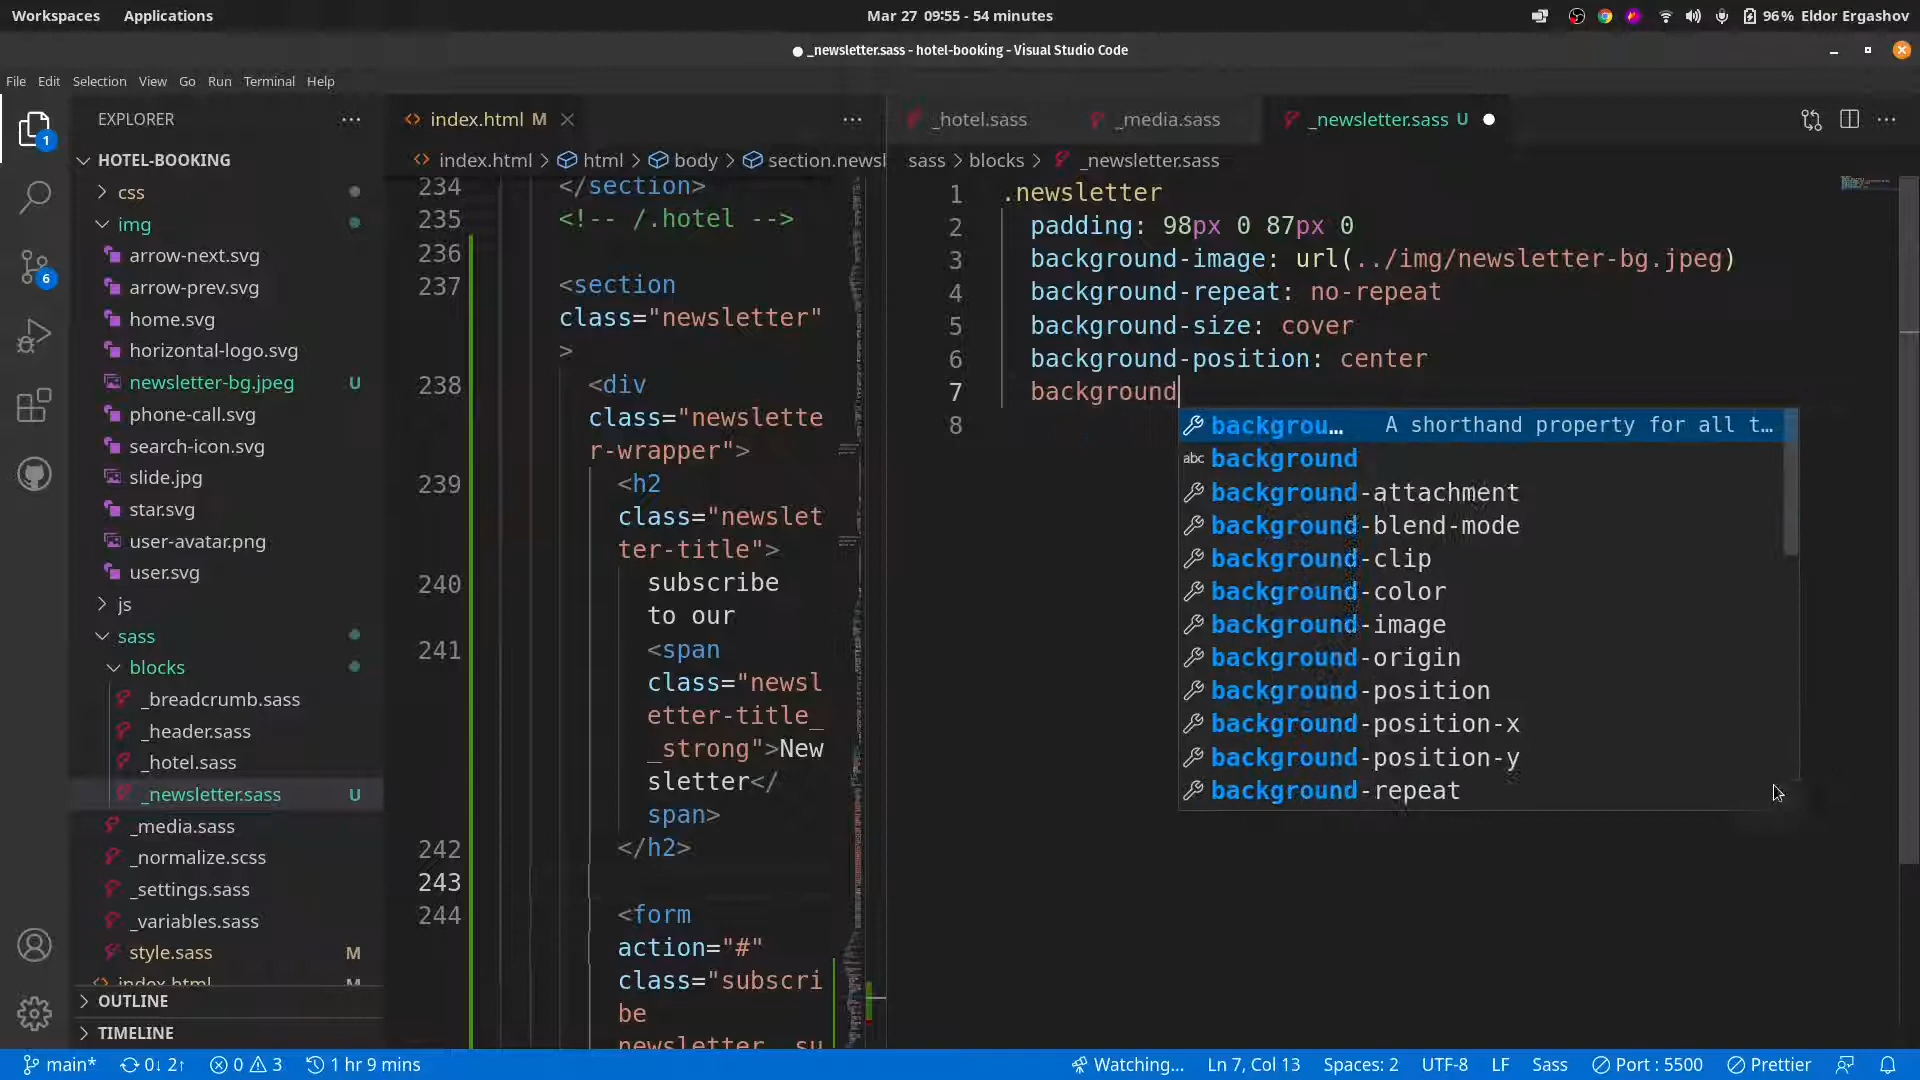 Workspaces Applications Mar 27 09:55 - 54 minutes 96% Eldor Ergashov
_newsletter.sass - hotel-booking - Visual Studio Code
File Edit Selection View Go Run Terminal Help
EXPLORER
HOTEL-BOOKING
css
img
arrow-next.svg
arrow-prev.svg
home.svg
horizontal-logo.svg
newsletter-bg.jpeg U
phone-call.svg
search-icon.svg
slide.jpg
star.svg
user-avatar.png
user.svg
js
sass
blocks
_breadcrumb.sass
_header.sass
_hotel.sass
_newsletter.sass U
_media.sass
_normalize.scss
_settings.sass
_variables.sass
style.sass M
index.html M
OUTLINE
TIMELINE
1
6
index.html M
index.html > html > body > section.newsl
234 </section>
235 <!-- /.hotel -->
236
237 <section
class="newsletter"
>
238 <div
class="newslette
r-wrapper">
239 <h2
class="newslet
ter-title">
240 subscribe
to our
241 <span
class="newsl
etter-title_
_strong">New
sletter</
span>
242 </h2>
243
244 <form
action="#"
class="subscri
be
newsletter__su
_hotel.sass _media.sass _newsletter.sass U
sass > blocks > _newsletter.sass
1 .newsletter
2 padding: 98px 0 87px 0
3 background-image: url(../img/newsletter-bg.jpeg)
4 background-repeat: no-repeat
5 background-size: cover
6 background-position: center
7 background
8
backgrou… A shorthand property for all t…
abc background
background-attachment
background-blend-mode
background-clip
background-color
background-image
background-origin
background-position
background-position-x
background-position-y
background-repeat
main* 0↓ 2↑ 0 3 1 hr 9 mins Watching... Ln 7, Col 13 Spaces: 2 UTF-8 LF Sass Port : 5500 Prettier